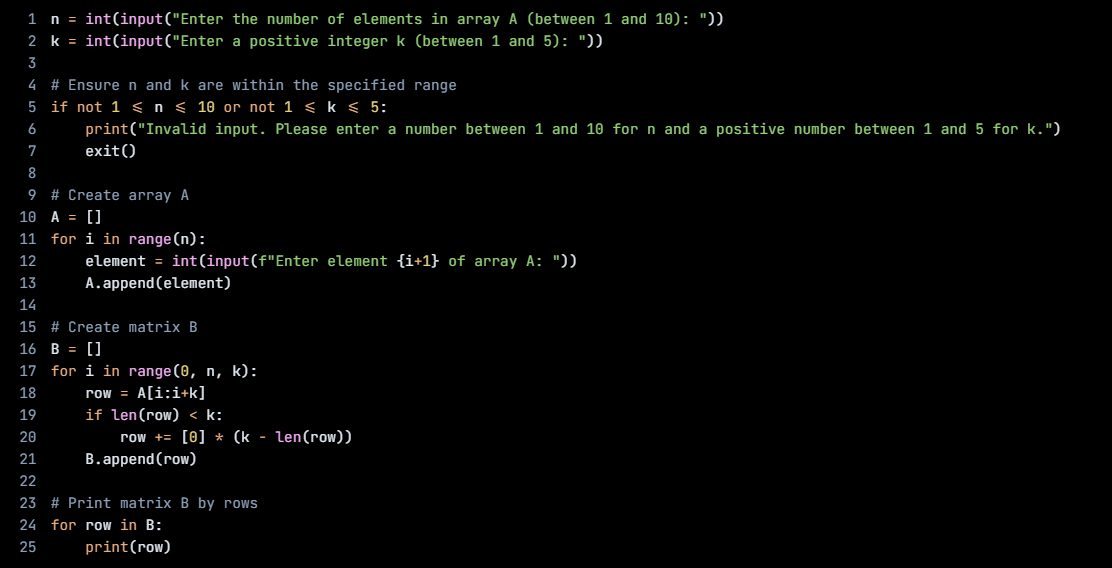 1 n = int(input("Enter the number of elements in array A (between 1 and 10): "))
2 k = int(input("Enter a positive integer k (between 1 and 5): "))
3
4 # Ensure n and k are within the specified range
5 if not 1 ⩽ n ⩽ 10 or not 1 ⩽ k ⩽ 5:
6     print("Invalid input. Please enter a number between 1 and 10 for n and a positive number between 1 and 5 for k.")
7     exit()
8
9 # Create array A
10 A = []
11 for i in range(n):
12     element = int(input(f"Enter element {i+1} of array A: "))
13     A.append(element)
14
15 # Create matrix B
16 B = []
17 for i in range(0, n, k):
18     row = A[i:i+k]
19     if len(row) < k:
20         row += [0] * (k - len(row))
21     B.append(row)
22
23 # Print matrix B by rows
24 for row in B:
25     print(row)